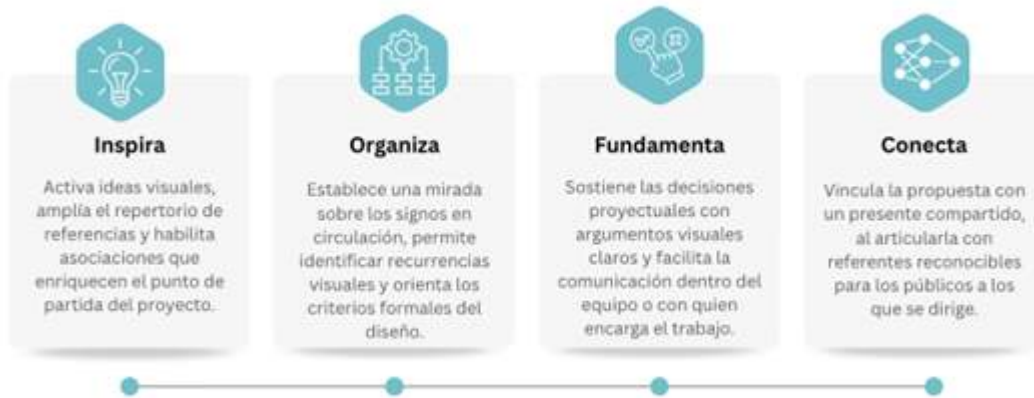 Inspira
Activa ideas visuales,
amplía el repertorio de
referencias y habilita
asociaciones que
enriquecen el punto de
partida del proyecto.
Organiza
Establece una mirada
sobre los signos en
circulación, permite
identificar recurrencias
visuales y orienta los
criterios formales del
diseño.
Fundamenta
Sostiene las decisiones
proyectuales con
argumentos visuales
claros y facilita la
comunicación dentro del
equipo o con quien
encarga el trabajo.
Conecta
Vincula la propuesta con
un presente compartido,
al articularla con
referentes reconocibles
para los públicos a los
que se dirige.